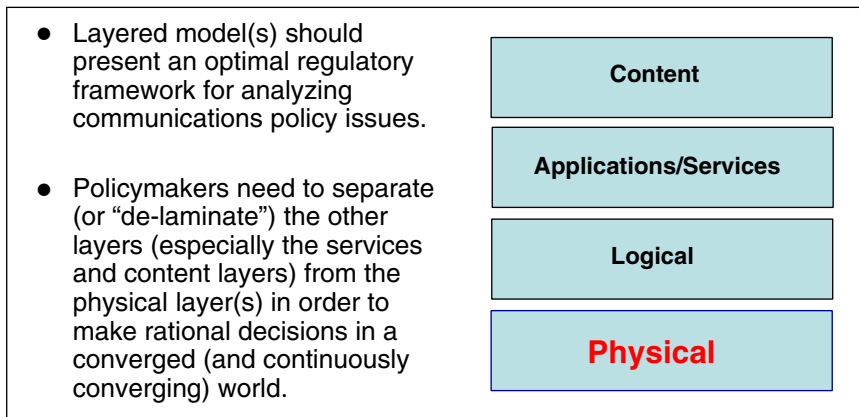 ● Layered model(s) should
present an optimal regulatory
framework for analyzing
communications policy issues.
● Policymakers need to separate
(or “de-laminate”) the other
layers (especially the services
and content layers) from the
physical layer(s) in order to
make rational decisions in a
converged (and continuously
converging) world.
Content
Applications/Services
Logical
Physical